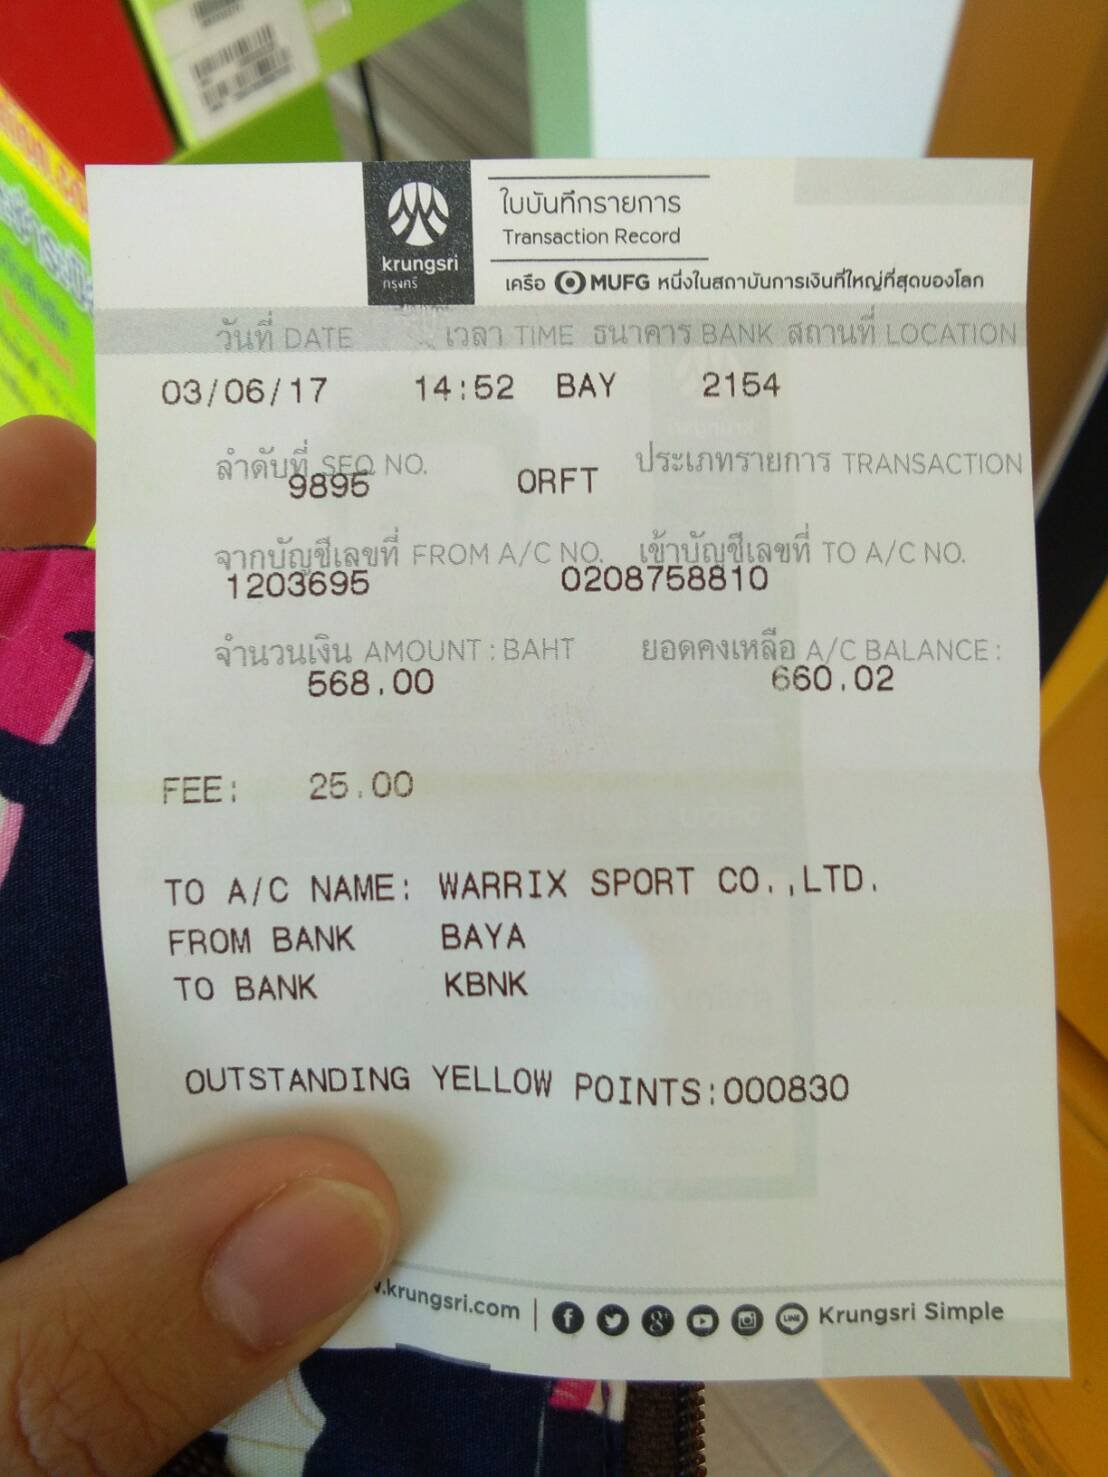 krungsri
กรุงศรี
ใบบันทึกรายการ
Transaction Record
เครือ MUFG หนึ่งในสถาบันการเงินที่ใหญ่ที่สุดของโลก
วันที่ DATE เวลา TIME ธนาคาร BANK สถานที่ LOCATION
03/06/17 14:52 BAY 2154
ลำดับที่ SEQ NO. ประเภทรายการ TRANSACTION
9895 ORFT
จากบัญชีเลขที่ FROM A/C NO. เข้าบัญชีเลขที่ TO A/C NO.
1203695 0208758810
จำนวนเงิน AMOUNT : BAHT ยอดคงเหลือ A/C BALANCE :
568.00 660.02
FEE: 25.00
TO A/C NAME: WARRIX SPORT CO.,LTD.
FROM BANK BAYA
TO BANK KBNK
OUTSTANDING YELLOW POINTS:000830
.krungsri.com Krungsri Simple